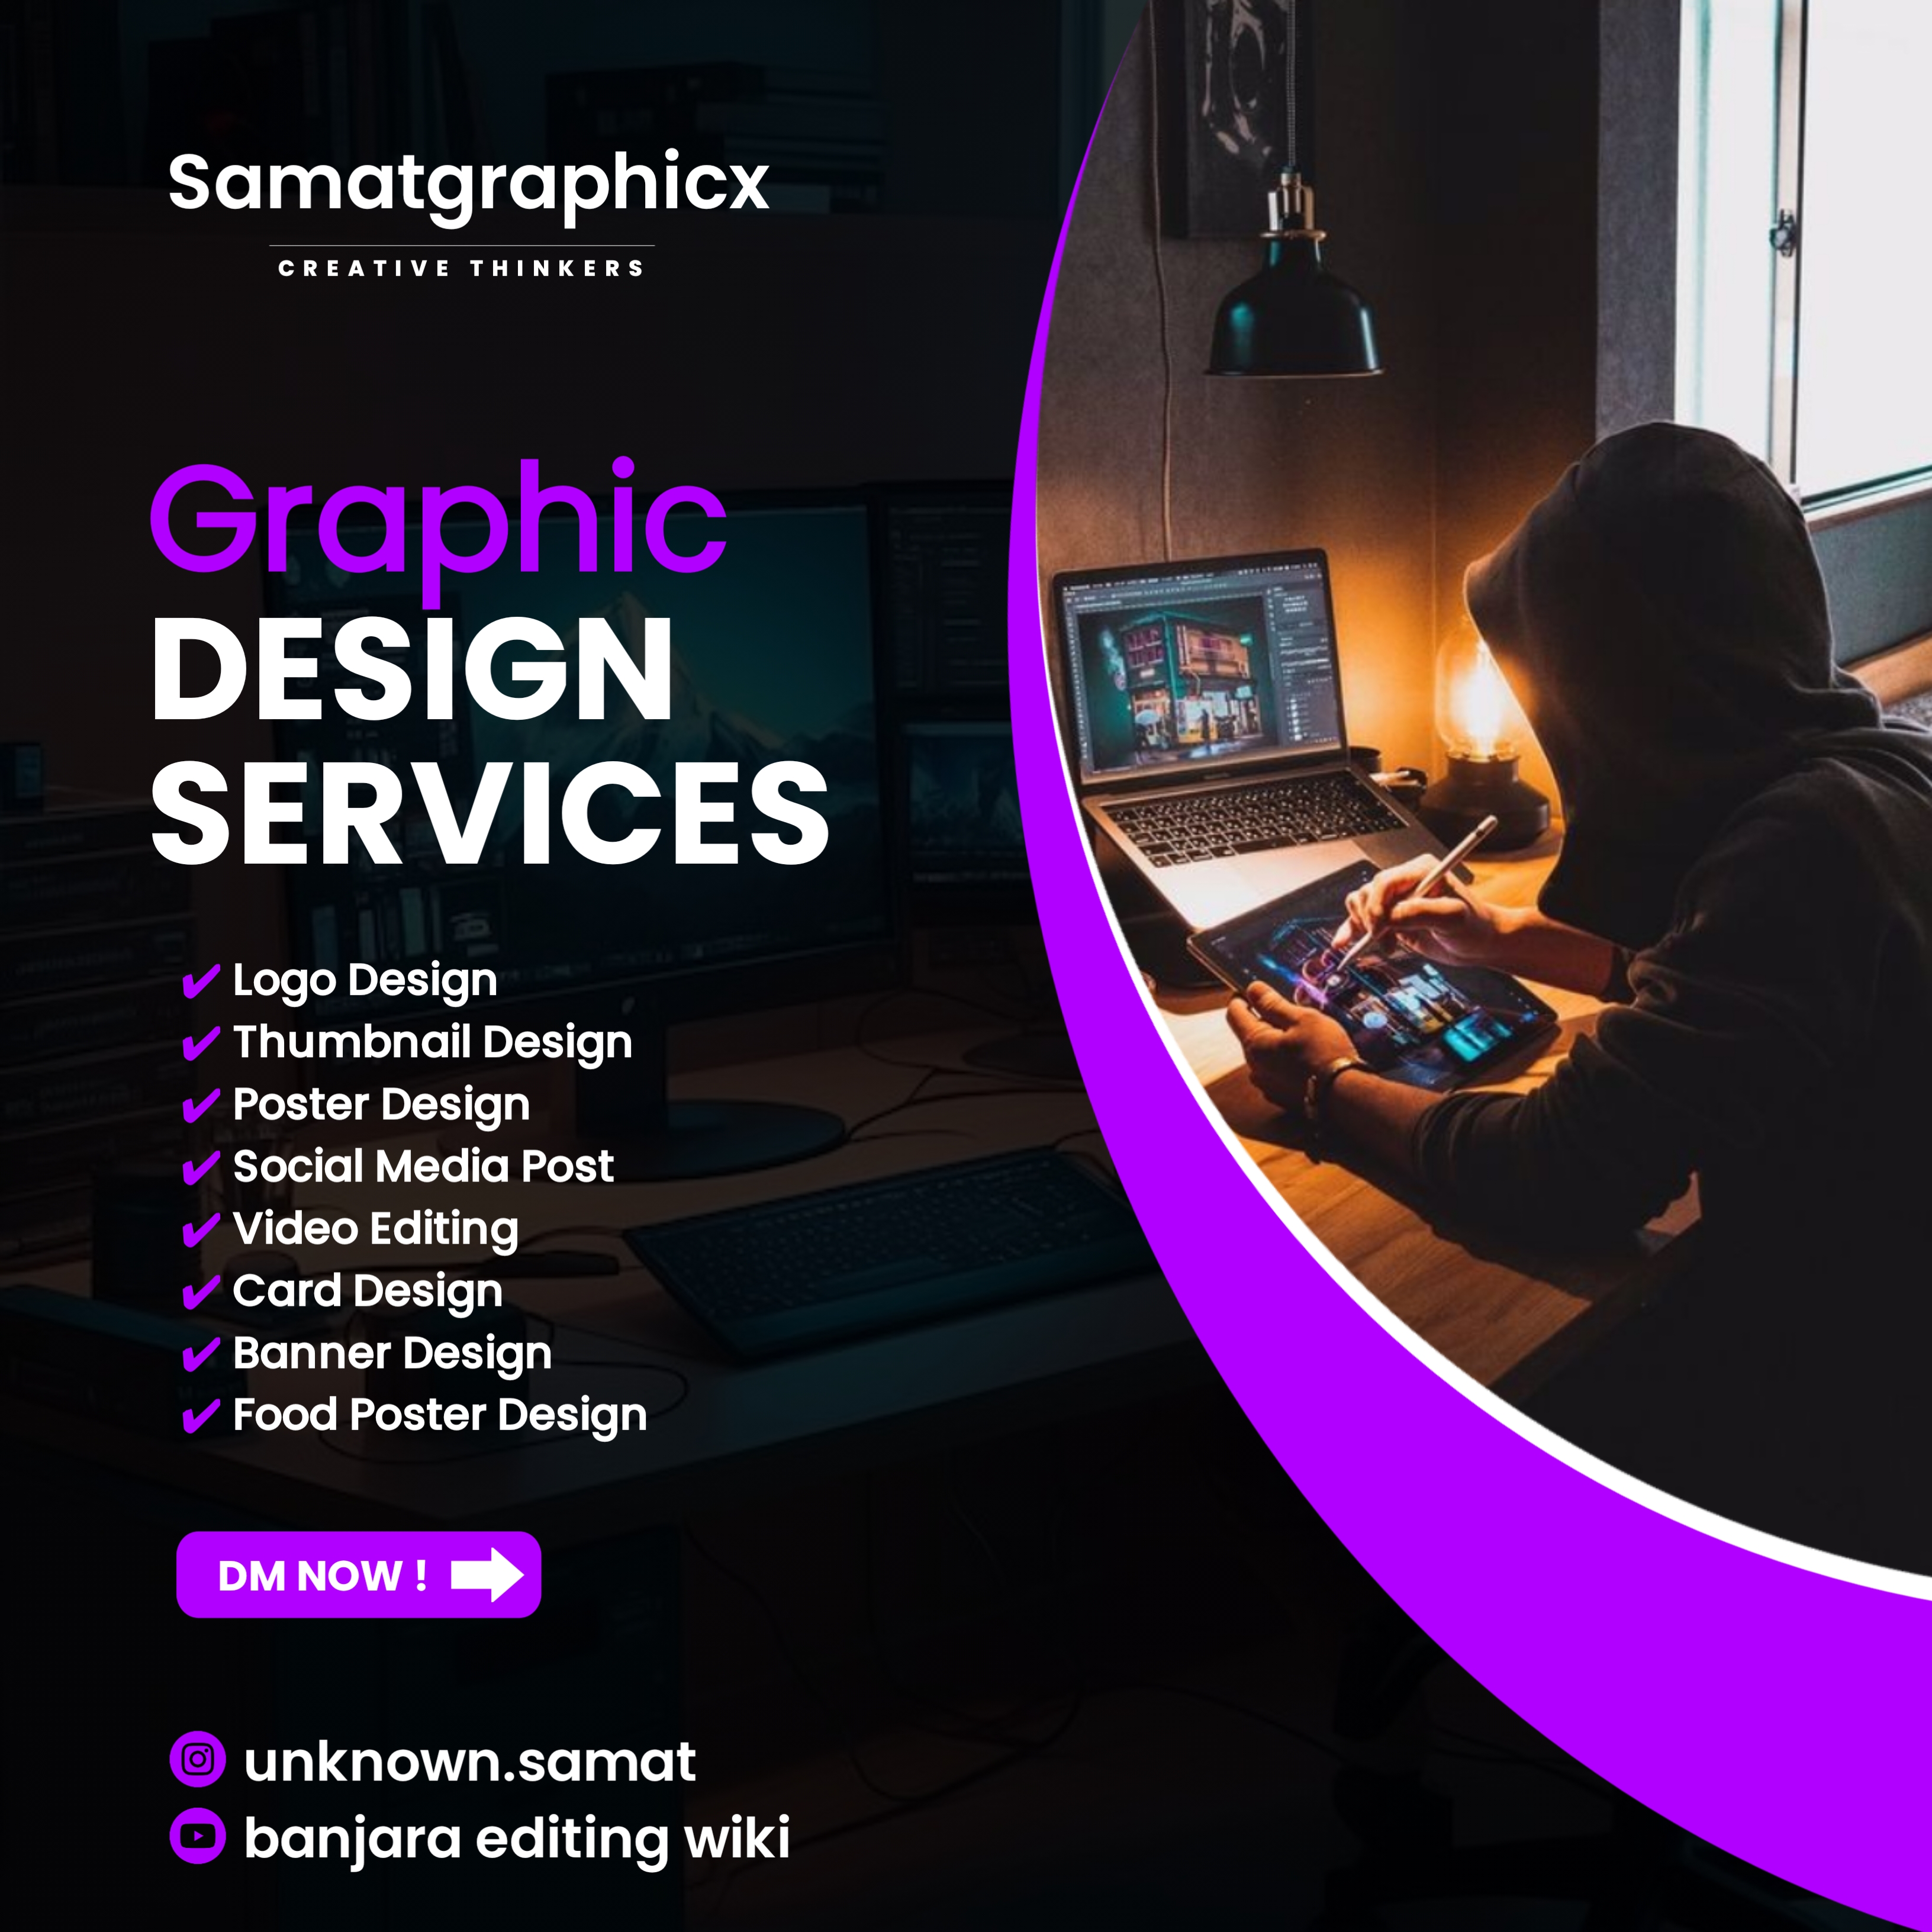 Samatgraphicx
CREATIVE THINKERS
Graphic
DESIGN
SERVICES
Logo Design
Thumbnail Design
Poster Design
Social Media Post
Video Editing
Card Design
Banner Design
Food Poster Design
DM NOW !
unknown.samat
banjara editing wiki